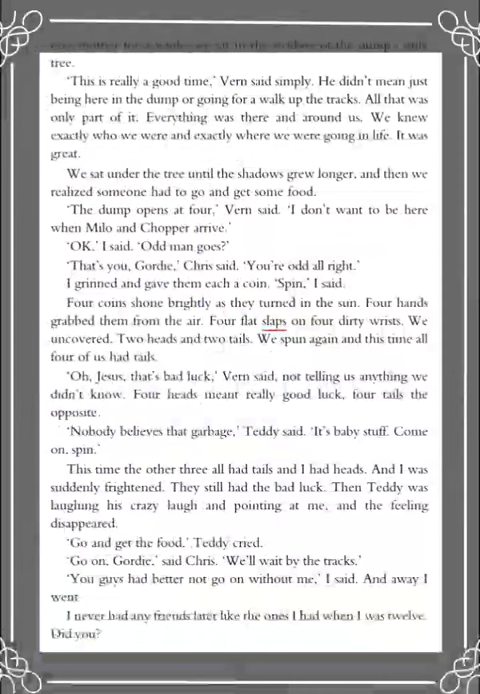 tree.
'This is really a good time,' Vern said simply. He didn't mean just
being here in the dump or going for a walk up the tracks. All that was
only part of it. Everything was there and around us. We knew
exactly who we were and exactly where we were going in life. It was
great.
We sat under the tree until the shadows grew longer, and then we
realized someone had to go and get some food.
'The dump opens at four,' Vern said. 'I don't want to be here
when Milo and Chopper arrive.'
'OK,' I said. 'Odd man goes?'
'That's you, Gordie,' Chris said. 'You're odd all right.'
I grinned and gave them each a coin. 'Spin,' I said.
Four coins shone brightly as they turned in the sun. Four hands
grabbed them from the air. Four flat slaps on four dirty wrists. We
uncovered. Two heads and two tails. We spun again and this time all
four of us had tails.
'Oh, Jesus, that's bad luck,' Vern said, not telling us anything we
didn't know. Four heads meant really good luck, four tails the
opposite.
'Nobody believes that garbage,' Teddy said. 'It's baby stuff. Come
on, spin.'
This time the other three all had tails and I had heads. And I was
suddenly frightened. They still had the bad luck. Then Teddy was
laughing his crazy laugh and pointing at me, and the feeling
disappeared.
'Go and get the food,' Teddy cried.
'Go on, Gordie,' said Chris. 'We'll wait by the tracks.'
'You guys had better not go on without me,' I said. And away I
went
I never had any friends later like the ones I had when I was twelve.
Did you?